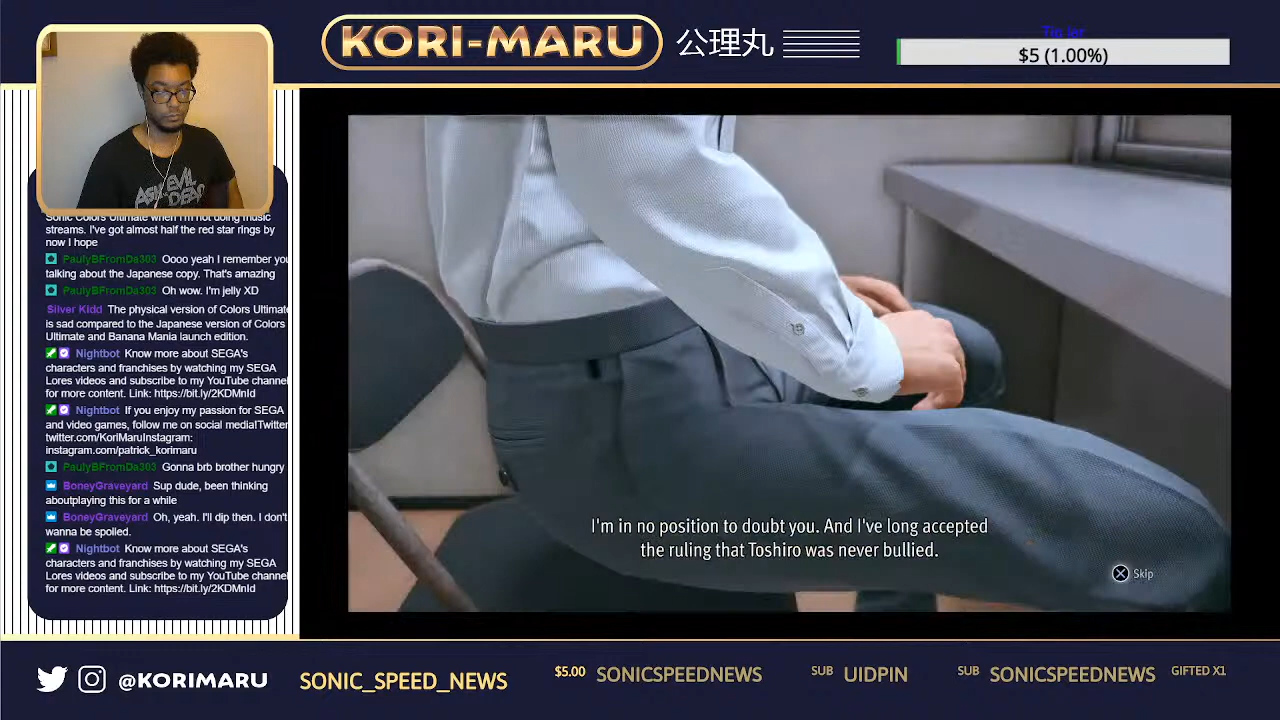 KORI-MARU 公理丸
Tip jar
$5 (1.00%)
ASH EVIL
DEAD
Sonic Colors Ultimate when I'm not doing music
streams. I've got almost half the red star rings by
now I hope
PaulyBFromDa303 Oooo yeah I remember you
talking about the Japanese copy. That's amazing
PaulyBFromDa303 Oh wow. I'm jelly XD
Silver Kidd The physical version of Colors Ultimate
is sad compared to the Japanese version of Colors
Ultimate and Banana Mania launch edition.
Nightbot Know more about SEGA's
characters and franchises by watching my SEGA
Lores videos and subscribe to my YouTube channel
for more content. Link: https://bit.ly/2KDMnId
Nightbot If you enjoy my passion for SEGA
and video games, follow me on social media!Twitter:
twitter.com/KoriMaruInstagram:
instagram.com/patrick_korimaru
PaulyBFromDa303 Gonna brb brother hungry
BoneyGraveyard Sup dude, been thinking
aboutplaying this for a while
BoneyGraveyard Oh, yeah. I'll dip then. I don't
wanna be spoiled.
Nightbot Know more about SEGA's
characters and franchises by watching my SEGA
Lores videos and subscribe to my YouTube channel
for more content. Link: https://bit.ly/2KDMnId
I'm in no position to doubt you. And I've long accepted
the ruling that Toshiro was never bullied.
Skip
@KORIMARU
SONIC_SPEED_NEWS
$5.00 SONICSPEEDNEWS SUB UIDPIN SUB SONICSPEEDNEWS GIFTED X1